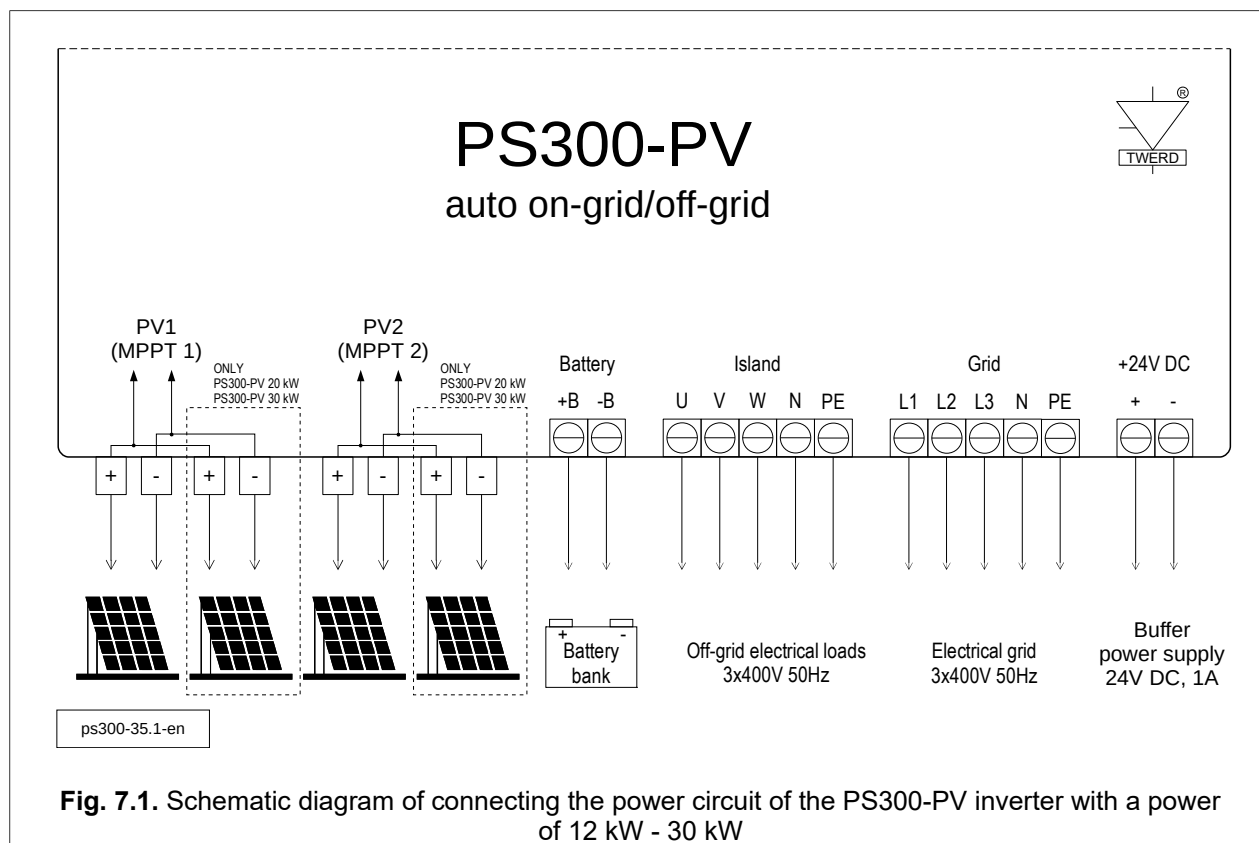 ®
TWERD
PS300-PV
auto on-grid/off-grid
PV1
(MPPT 1)
ONLY
PS300-PV 20 kW
PS300-PV 30 kW
PV2
(MPPT 2)
ONLY
PS300-PV 20 kW
PS300-PV 30 kW
Battery
Island
Grid
+24V DC
+B -B
U V W N PE
L1 L2 L3 N PE
+ -
+ - + -
+ - + -
+ -
Battery
bank
Off-grid electrical loads
3x400V 50Hz
Electrical grid
3x400V 50Hz
Buffer
power supply
24V DC, 1A
ps300-35.1-en
Fig. 7.1. Schematic diagram of connecting the power circuit of the PS300-PV inverter with a power
of 12 kW - 30 kW